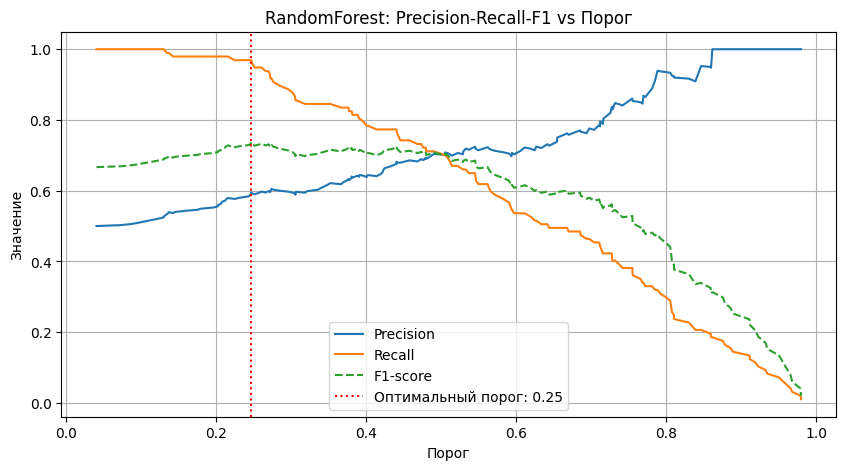 RandomForest: Precision-Recall-F1 vs Порог
Значение
1.0
0.8
0.6
0.4
0.2
0.0
Precision
Recall
F1-score
Оптимальный порог: 0.25
0.0 0.2 0.4 0.6 0.8 1.0
Порог